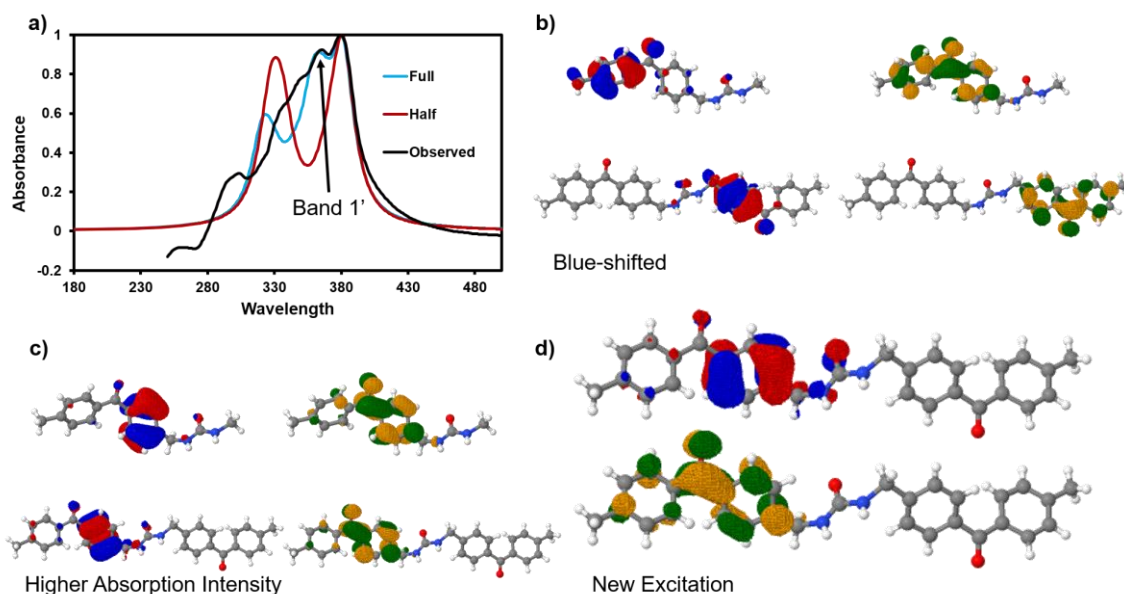 a)
1
0.8
0.6
0.4
0.2
0
-0.2
Absorbance
Full
Half
Observed
Band 1'
180 230 280 330 380 430 480
Wavelength
b)
Blue-shifted
c)
Higher Absorption Intensity
d)
New Excitation